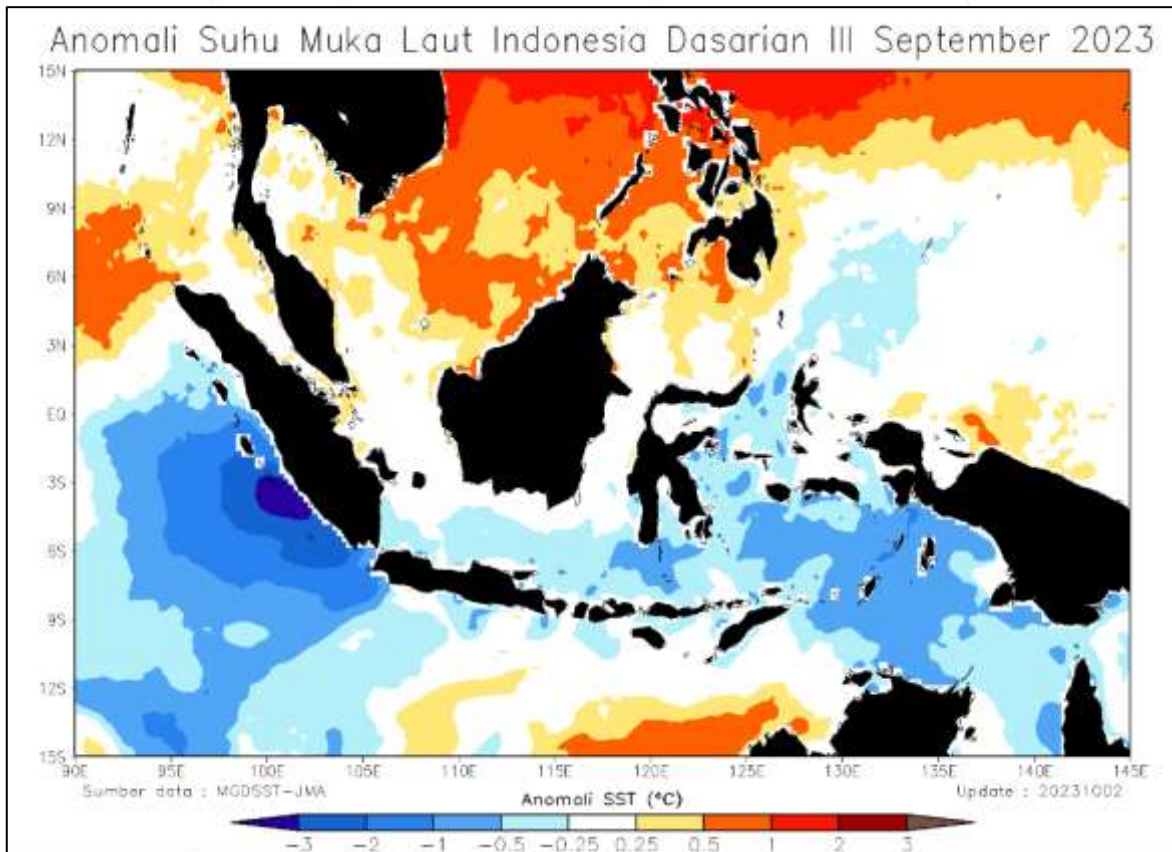 Anomali Suhu Muka Laut Indonesia Dasarian III September 2023
15N
12N
9N
6N
3N
EQ
3S
6S
9S
12S
15S
90E 95E 100E 105E 110E 115E 120E 125E 130E 135E 140E 145E
Sumber data : MGDSST-JMA Anomali SST (°C) Update : 20231002
-3 -2 -1 -0.5 -0.25 0.25 0.5 1 2 3